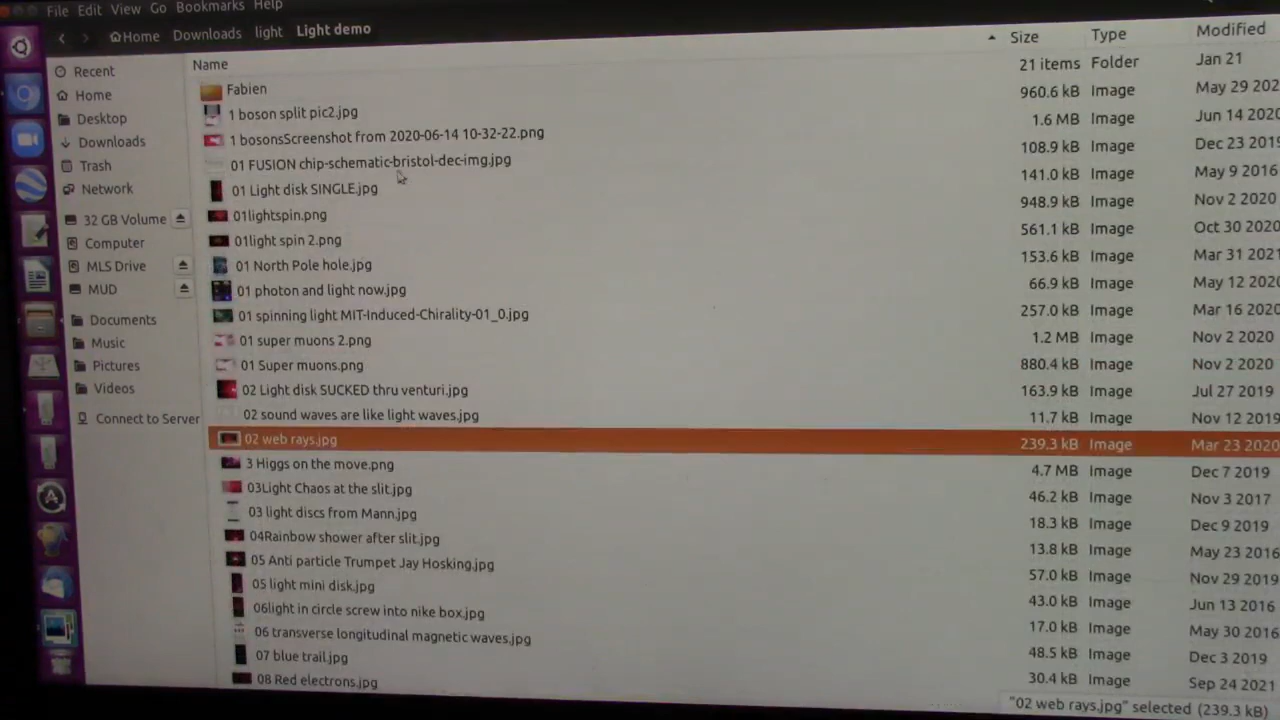 File Edit View Go Bookmarks Help
Home Downloads light Light demo
Recent
Home
Desktop
Downloads
Trash
Network
32 GB Volume
Computer
MLS Drive
MUD
Documents
Music
Pictures
Videos
Connect to Server
Name Size Type Modified
Fabien 21 items Folder Jan 21
1 boson split pic2.jpg 960.6 kB Image May 29 202
1 bosonsScreenshot from 2020-06-14 10-32-22.png 1.6 MB Image Jun 14 2020
01 FUSION chip-schematic-bristol-dec-img.jpg 108.9 kB Image Dec 23 2019
01 Light disk SINGLE.jpg 141.0 kB Image May 9 2016
01lightspin.png 948.9 kB Image Nov 2 2020
01light spin 2.png 561.1 kB Image Oct 30 2020
01 North Pole hole.jpg 153.6 kB Image Mar 31 2021
01 photon and light now.jpg 66.9 kB Image May 12 2020
01 spinning light MIT-Induced-Chirality-01_0.jpg 257.0 kB Image Mar 16 2020
01 super muons 2.png 1.2 MB Image Nov 2 2020
01 Super muons.png 880.4 kB Image Nov 2 2020
02 Light disk SUCKED thru venturi.jpg 163.9 kB Image Jul 27 2019
02 sound waves are like light waves.jpg 11.7 kB Image Nov 12 2019
02 web rays.jpg 239.3 kB Image Mar 23 2020
3 Higgs on the move.png 4.7 MB Image Dec 7 2019
03Light Chaos at the slit.jpg 46.2 kB Image Nov 3 2017
03 light discs from Mann.jpg 18.3 kB Image Dec 9 2019
04Rainbow shower after slit.jpg 13.8 kB Image May 23 2016
05 Anti particle Trumpet Jay Hosking.jpg 57.0 kB Image Nov 29 2019
05 light mini disk.jpg 43.0 kB Image Jun 13 2016
06light in circle screw into nike box.jpg 17.0 kB Image May 30 2016
06 transverse longitudinal magnetic waves.jpg 48.5 kB Image Dec 3 2019
07 blue trail.jpg 30.4 kB Image Sep 24 2021
08 Red electrons.jpg
"02 web rays.jpg" selected (239.3 kB)